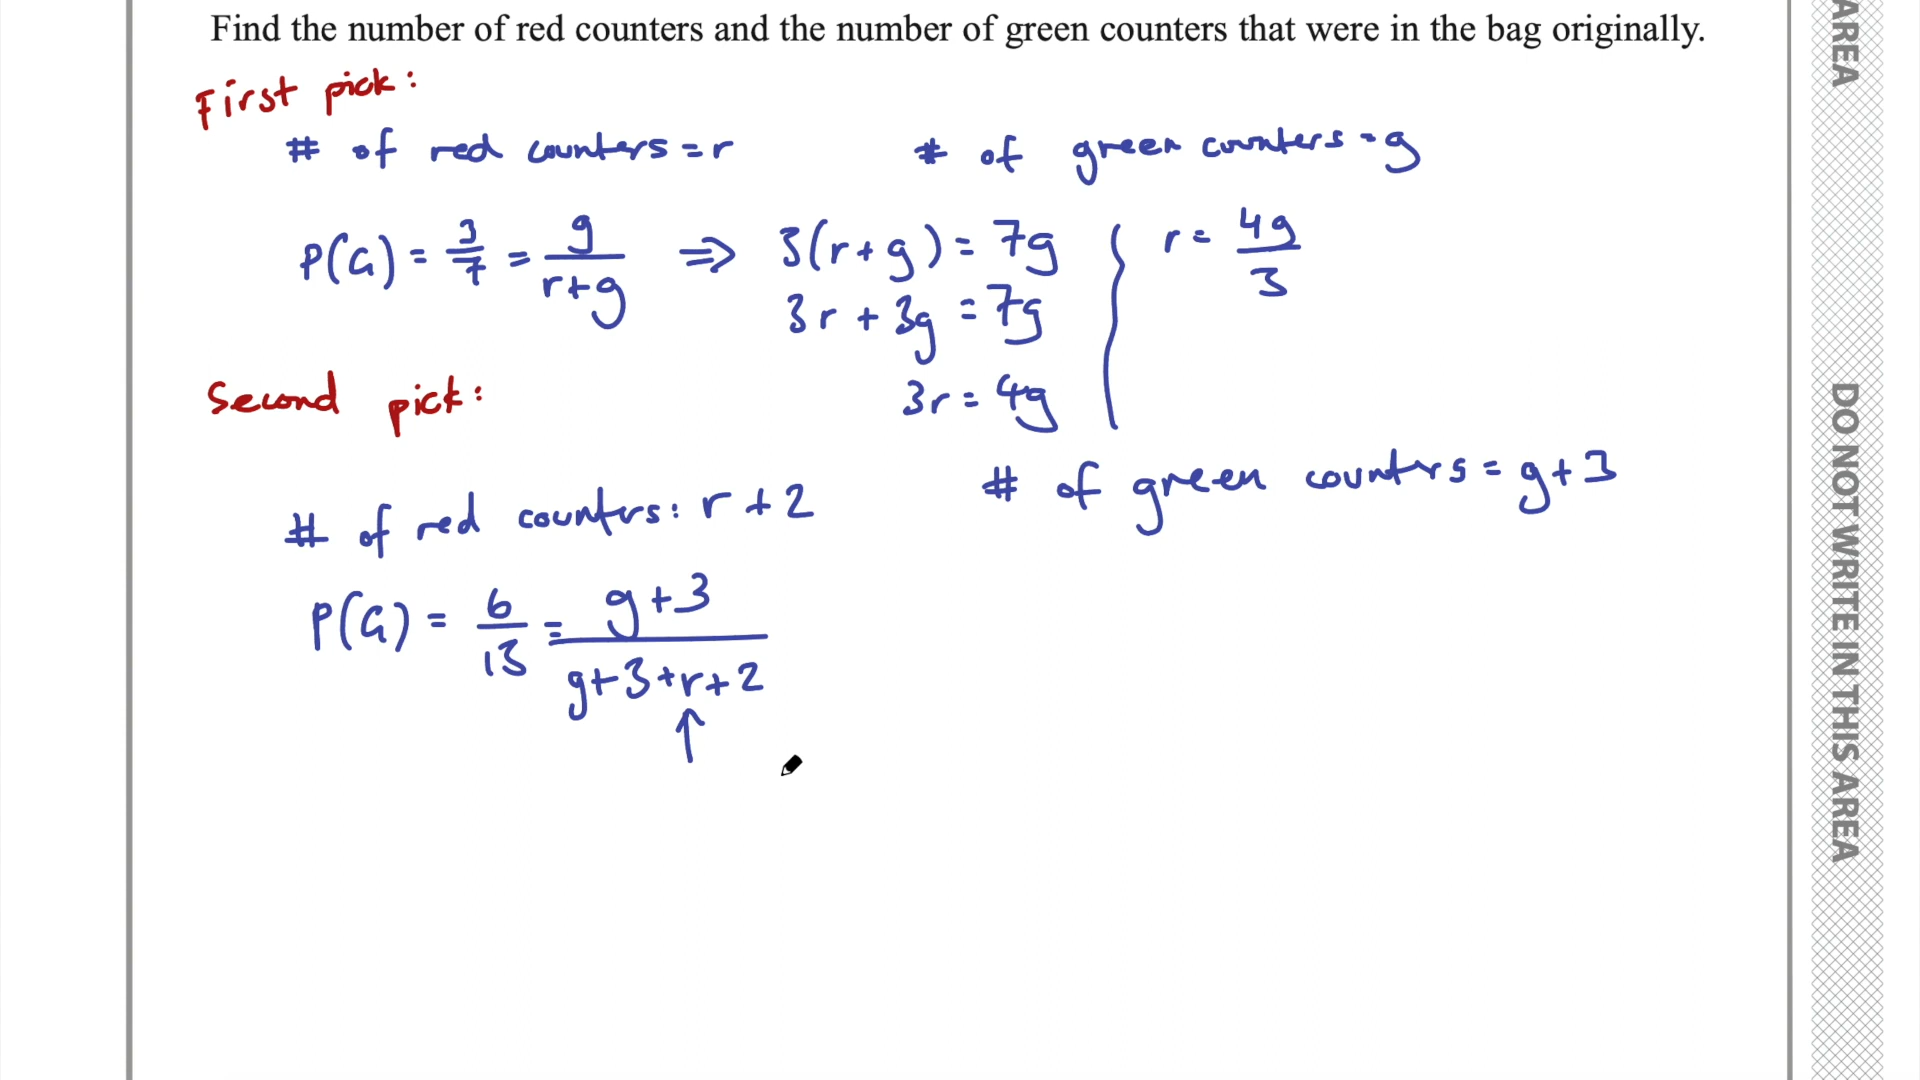 Find the number of red counters and the number of green counters that were in the bag originally.
First pick:
# of red counters = r
# of green counters = g
P(G) = 3/7 = g/(r+g) ⇒ 3(r+g) = 7g
3r + 3g = 7g
3r = 4g
r = 4g/3
Second pick:
# of red counters: r + 2
# of green counters = g + 3
P(G) = 6/13 = (g+3)/(g+3+r+2)
↑
AREA
DO NOT WRITE IN THIS AREA